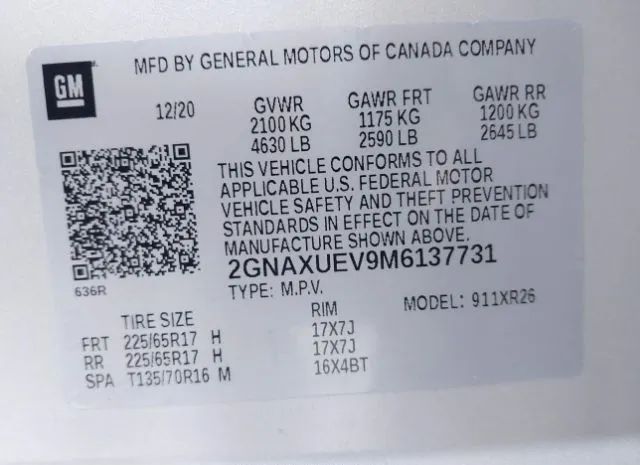 MFD BY GENERAL MOTORS OF CANADA COMPANY
GM
12/20 GVWR GAWR FRT GAWR RR
2100 KG 1175 KG 1200 KG
4630 LB 2590 LB 2645 LB
THIS VEHICLE CONFORMS TO ALL
APPLICABLE U.S. FEDERAL MOTOR
VEHICLE SAFETY AND THEFT PREVENTION
STANDARDS IN EFFECT ON THE DATE OF
MANUFACTURE SHOWN ABOVE.
2GNAXUEV9M6137731
636R
TYPE: M.P.V. MODEL: 911XR26
TIRE SIZE RIM
FRT 225/65R17 H 17X7J
RR 225/65R17 H 17X7J
SPA T135/70R16 M 16X4BT